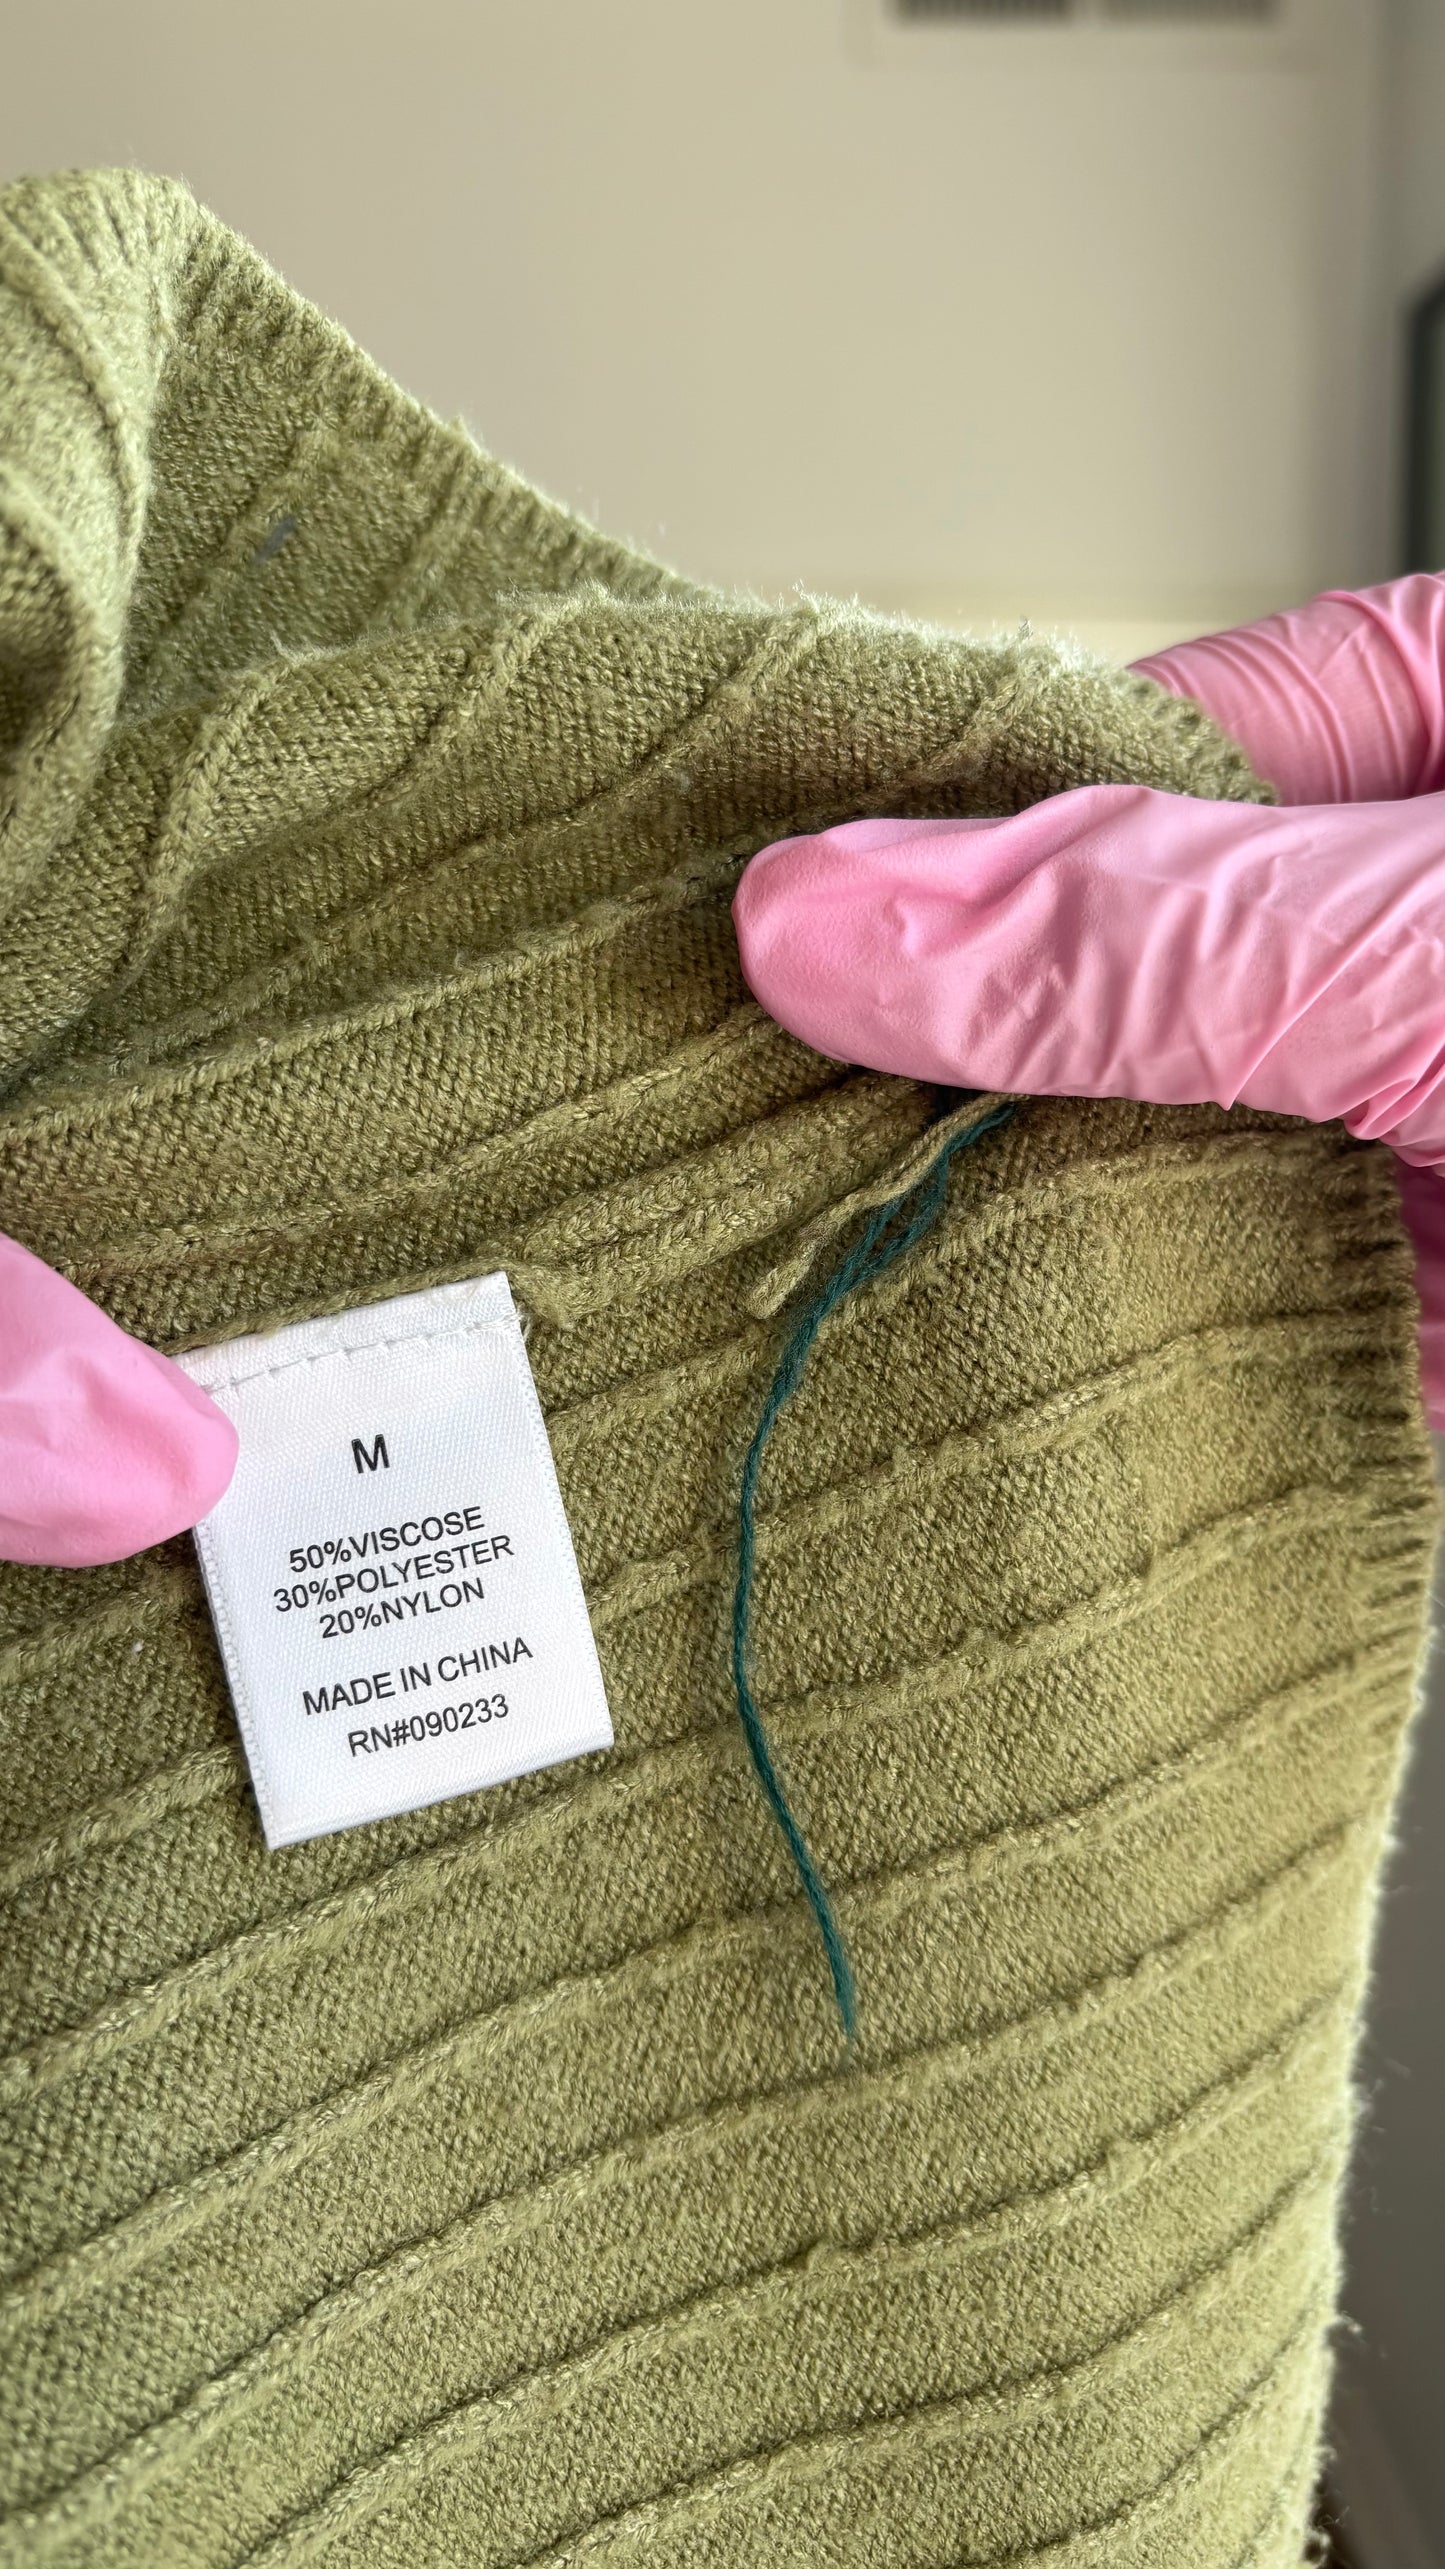 M
50%VISCOSE
30%POLYESTER
20%NYLON
MADE IN CHINA
RN#090233